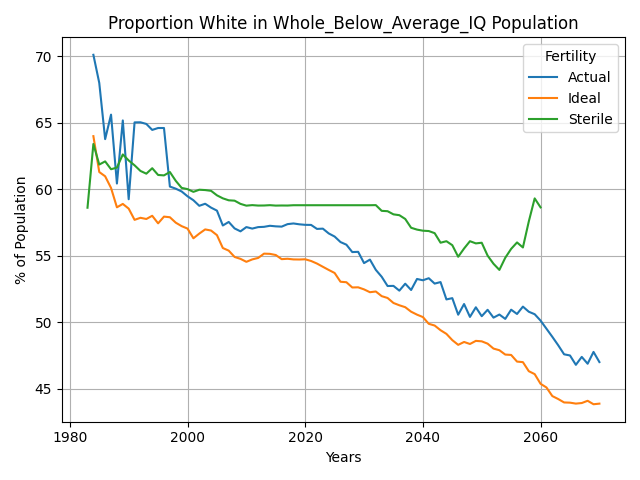 Proportion White in Whole_Below_Average_IQ Population
Fertility
Actual
Ideal
Sterile
% of Population
70
65
60
55
50
45
1980
2000
2020
2040
2060
Years